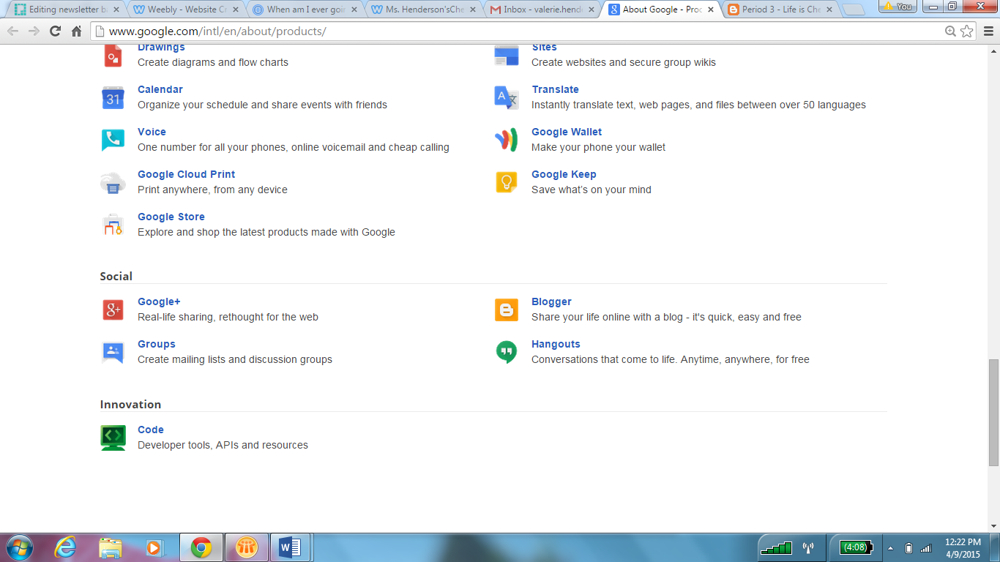 Editing newsletter b
Weebly - Website Cr
When am I ever goin
Ms. Henderson'sChe
Inbox - valerie.hend
About Google - Proc
Period 3 - Life is Che
You
www.google.com/intl/en/about/products/
Drawings
Create diagrams and flow charts
Sites
Create websites and secure group wikis
31
Calendar
Organize your schedule and share events with friends
A
Translate
Instantly translate text, web pages, and files between over 50 languages
Voice
One number for all your phones, online voicemail and cheap calling
Google Wallet
Make your phone your wallet
Google Cloud Print
Print anywhere, from any device
Google Keep
Save what's on your mind
Google Store
Explore and shop the latest products made with Google
Social
g+
Google+
Real-life sharing, rethought for the web
Blogger
Share your life online with a blog - it's quick, easy and free
Groups
Create mailing lists and discussion groups
Hangouts
Conversations that come to life. Anytime, anywhere, for free
Innovation
Code
Developer tools, APIs and resources
(4:08)
12:22 PM
4/9/2015